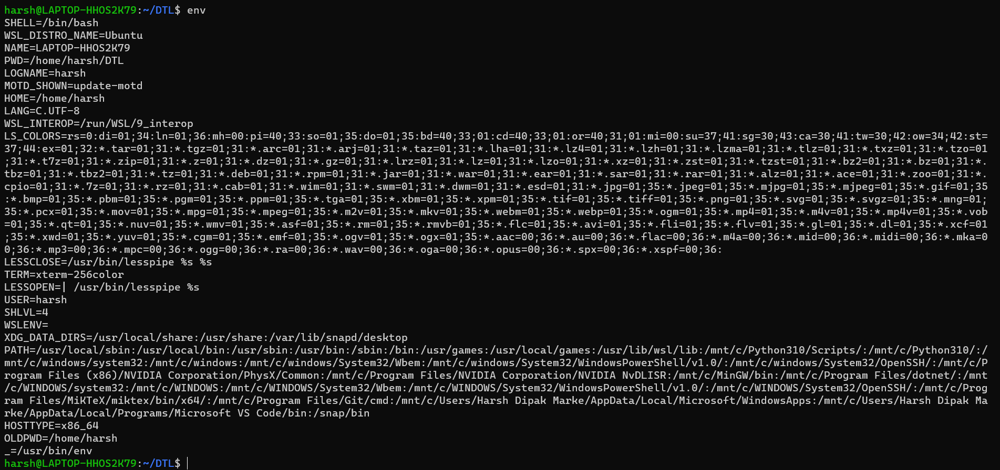 harsh@LAPTOP-HHOS2K79:~/DTL$ env
SHELL=/bin/bash
WSL_DISTRO_NAME=Ubuntu
NAME=LAPTOP-HHOS2K79
PWD=/home/harsh/DTL
LOGNAME=harsh
MOTD_SHOWN=update-motd
HOME=/home/harsh
LANG=C.UTF-8
WSL_INTEROP=/run/WSL/9_interop
LS_COLORS=rs=0:di=01;34:ln=01;36:mh=00:pi=40;33:so=01;35:do=01;35:bd=40;33;01:cd=40;33;01:or=40;31;01:mi=00:su=37;41:sg=30;43:ca=30;41:tw=30;42:ow=34;42:st=
37;44:ex=01;32:*.tar=01;31:*.tgz=01;31:*.arc=01;31:*.arj=01;31:*.taz=01;31:*.lha=01;31:*.lz4=01;31:*.lzh=01;31:*.lzma=01;31:*.tlz=01;31:*.txz=01;31:*.tzo=01
;31:*.t7z=01;31:*.zip=01;31:*.z=01;31:*.dz=01;31:*.gz=01;31:*.lrz=01;31:*.lz=01;31:*.lzo=01;31:*.xz=01;31:*.zst=01;31:*.tzst=01;31:*.bz2=01;31:*.bz=01;31:*.
tbz=01;31:*.tbz2=01;31:*.tz=01;31:*.deb=01;31:*.rpm=01;31:*.jar=01;31:*.war=01;31:*.ear=01;31:*.sar=01;31:*.rar=01;31:*.alz=01;31:*.ace=01;31:*.zoo=01;31:*.
cpio=01;31:*.7z=01;31:*.rz=01;31:*.cab=01;31:*.wim=01;31:*.swm=01;31:*.dwm=01;31:*.esd=01;31:*.jpg=01;35:*.jpeg=01;35:*.mjpg=01;35:*.mjpeg=01;35:*.gif=01;35
:*.bmp=01;35:*.pbm=01;35:*.pgm=01;35:*.ppm=01;35:*.tga=01;35:*.xbm=01;35:*.xpm=01;35:*.tif=01;35:*.tiff=01;35:*.png=01;35:*.svg=01;35:*.svgz=01;35:*.mng=01;
35:*.pcx=01;35:*.mov=01;35:*.mpg=01;35:*.mpeg=01;35:*.m2v=01;35:*.mkv=01;35:*.webm=01;35:*.webp=01;35:*.ogm=01;35:*.mp4=01;35:*.m4v=01;35:*.mp4v=01;35:*.vob
=01;35:*.qt=01;35:*.nuv=01;35:*.wmv=01;35:*.asf=01;35:*.rm=01;35:*.rmvb=01;35:*.flc=01;35:*.avi=01;35:*.fli=01;35:*.flv=01;35:*.gl=01;35:*.dl=01;35:*.xcf=01
;35:*.xwd=01;35:*.yuv=01;35:*.cgm=01;35:*.emf=01;35:*.ogv=01;35:*.ogx=01;35:*.aac=00;36:*.au=00;36:*.flac=00;36:*.m4a=00;36:*.mid=00;36:*.midi=00;36:*.mka=0
0;36:*.mp3=00;36:*.mpc=00;36:*.ogg=00;36:*.ra=00;36:*.wav=00;36:*.oga=00;36:*.opus=00;36:*.spx=00;36:*.xspf=00;36:
LESSCLOSE=/usr/bin/lesspipe %s %s
TERM=xterm-256color
LESSOPEN=| /usr/bin/lesspipe %s
USER=harsh
SHLVL=4
WSLENV=
XDG_DATA_DIRS=/usr/local/share:/usr/share:/var/lib/snapd/desktop
PATH=/usr/local/sbin:/usr/local/bin:/usr/sbin:/usr/bin:/sbin:/bin:/usr/games:/usr/local/games:/usr/lib/wsl/lib:/mnt/c/Python310/Scripts/:/mnt/c/Python310/:/
mnt/c/windows/system32:/mnt/c/windows:/mnt/c/windows/System32/Wbem:/mnt/c/windows/System32/WindowsPowerShell/v1.0/:/mnt/c/windows/System32/OpenSSH/:/mnt/c/P
rogram Files (x86)/NVIDIA Corporation/PhysX/Common:/mnt/c/Program Files/NVIDIA Corporation/NVIDIA NvDLISR:/mnt/c/MinGW/bin:/mnt/c/Program Files/dotnet/:/mnt
/c/WINDOWS/system32:/mnt/c/WINDOWS:/mnt/c/WINDOWS/System32/Wbem:/mnt/c/WINDOWS/System32/WindowsPowerShell/v1.0/:/mnt/c/WINDOWS/System32/OpenSSH/:/mnt/c/Prog
ram Files/MiKTeX/miktex/bin/x64/:/mnt/c/Program Files/Git/cmd:/mnt/c/Users/Harsh Dipak Marke/AppData/Local/Microsoft/WindowsApps:/mnt/c/Users/Harsh Dipak Ma
rke/AppData/Local/Programs/Microsoft VS Code/bin:/snap/bin
HOSTTYPE=x86_64
OLDPWD=/home/harsh
_=/usr/bin/env
harsh@LAPTOP-HHOS2K79:~/DTL$